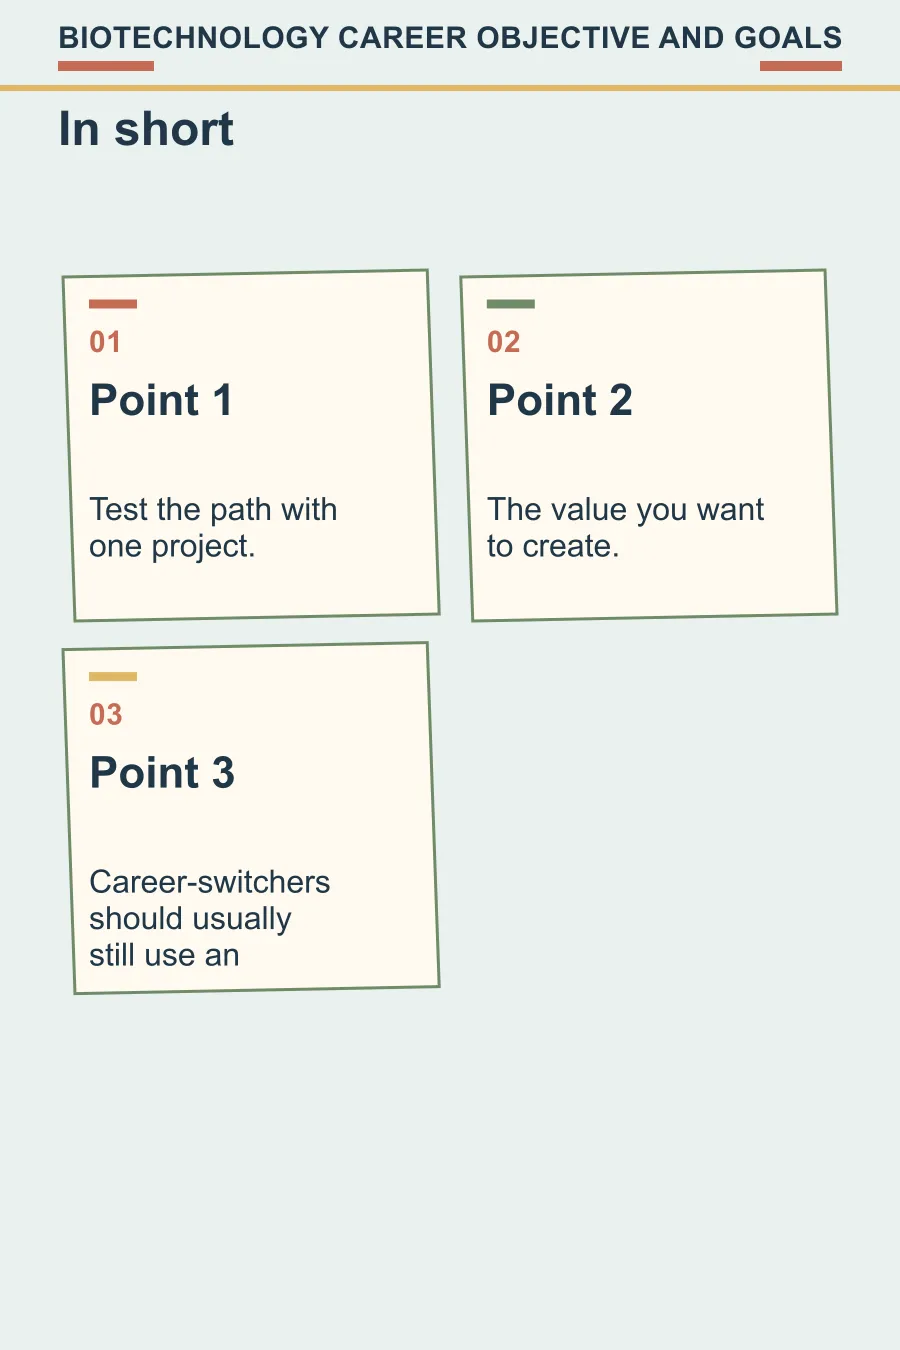 BIOTECHNOLOGY CAREER OBJECTIVE AND GOALS
In short
01
Point 1
Test the path with
one project.
02
Point 2
The value you want
to create.
03
Point 3
Career-switchers
should usually
still use an